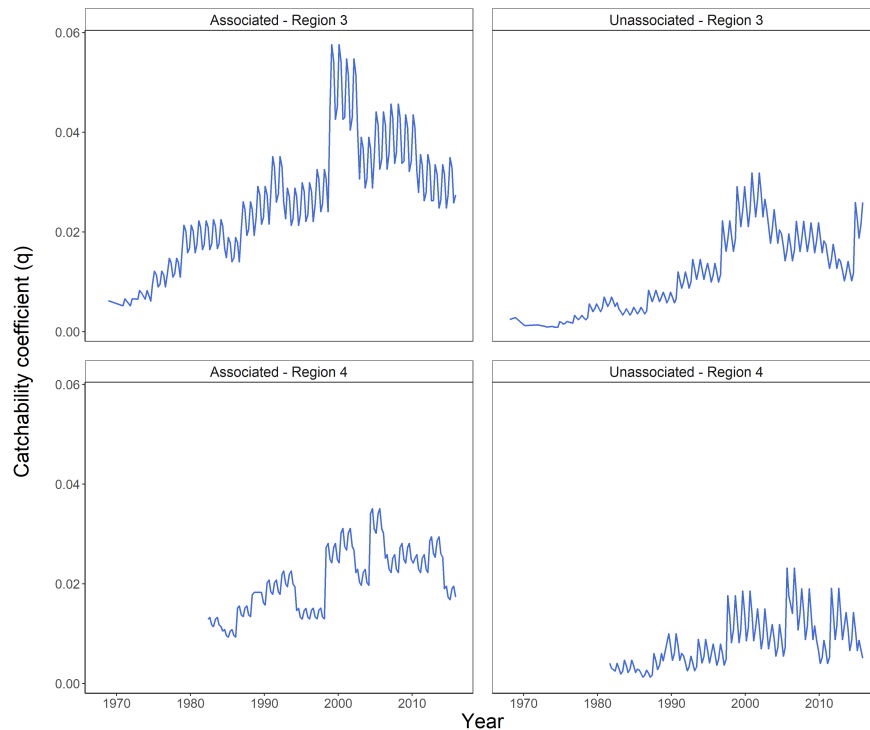 Associated - Region 3
Unassociated - Region 3
0.06
0.04
0.02
0.00
Associated - Region 4
Unassociated - Region 4
0.06
0.04
0.02
0.00
Catchability coefficient (q)
1970 1980 1990 2000 2010
1970 1980 1990 2000 2010
Year